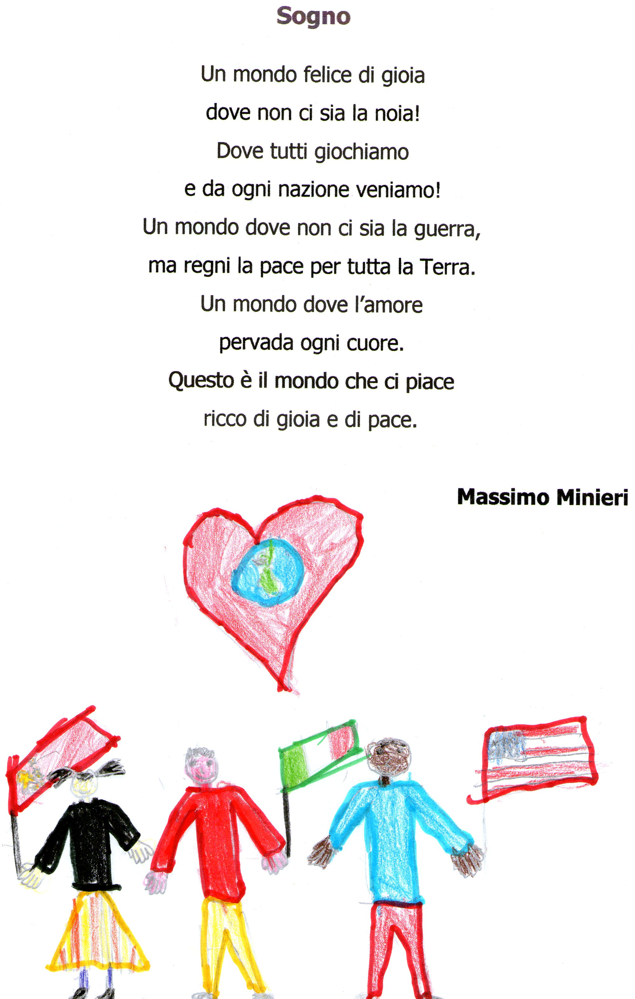 Sogno
Un mondo felice di gioia
dove non ci sia la noia!
Dove tutti giochiamo
e da ogni nazione veniamo!
Un mondo dove non ci sia la guerra,
ma regni la pace per tutta la Terra.
Un mondo dove l’amore
pervada ogni cuore.
Questo è il mondo che ci piace
ricco di gioia e di pace.
Massimo Minieri